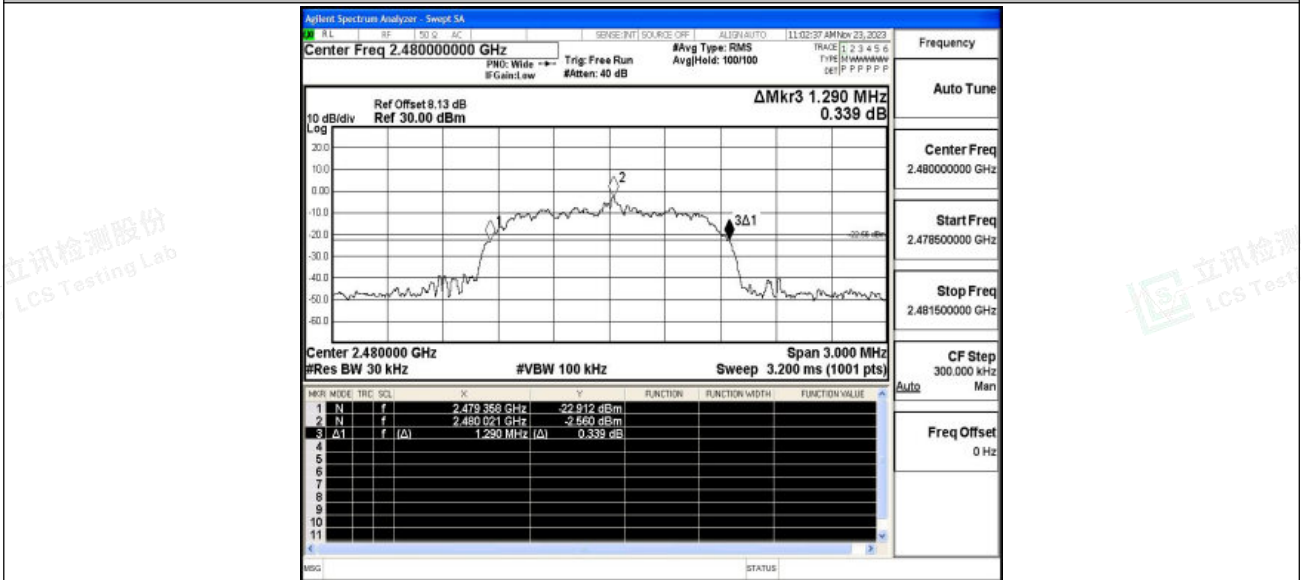 Agilent Spectrum Analyzer - Swept SA
RL RF 50 Ω AC SENSE:INT SOURCE OFF ALIGNAUTO 11:02:37 AM Nov 23, 2023
Center Freq 2.480000000 GHz
PNO: Wide
IFGain:Low
Trig: Free Run
#Atten: 40 dB
#Avg Type: RMS
Avg|Hold: 100/100
TRACE 1 2 3 4 5 6
TYPE M WWWWW
DET P P P P P P
Frequency
Auto Tune
Center Freq
2.480000000 GHz
Start Freq
2.478500000 GHz
Stop Freq
2.481500000 GHz
CF Step
300.000 kHz
Auto Man
Freq Offset
0 Hz
ΔMkr3 1.290 MHz
0.339 dB
Ref Offset 8.13 dB
10 dB/div Ref 30.00 dBm
Log
20.0
10.0
0.00
-10.0
-20.0
-30.0
-40.0
-50.0
-60.0
1
2
3Δ1
-22.56 dBm
Center 2.480000 GHz Span 3.000 MHz
#Res BW 30 kHz #VBW 100 kHz Sweep 3.200 ms (1001 pts)
MKR MODE TRC SCL X Y FUNCTION FUNCTION WIDTH FUNCTION VALUE
1 N f 2.479 358 GHz -22.912 dBm
2 N f 2.480 021 GHz -2.560 dBm
3 Δ1 f (Δ) 1.290 MHz (Δ) 0.339 dB
4
5
6
7
8
9
10
11
MSG STATUS
立讯检测股份
LCS Testing Lab
LCS
立讯检测
LCS Testi